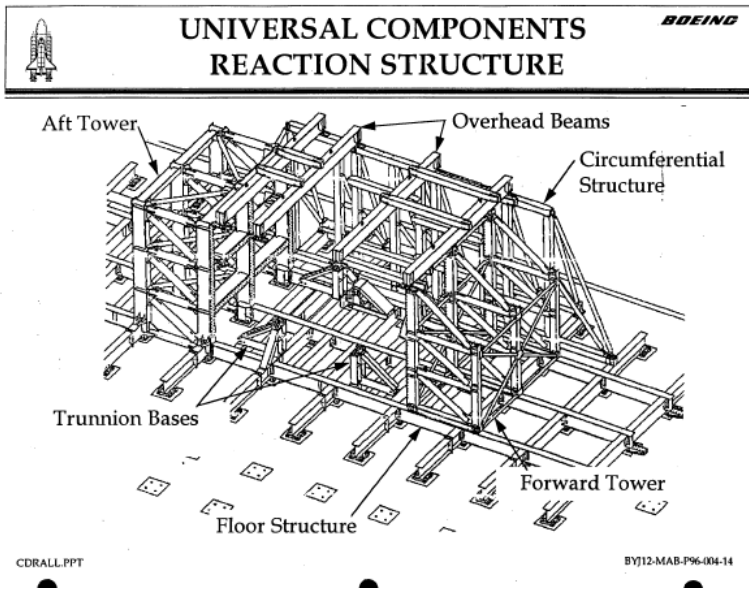 UNIVERSAL COMPONENTS
REACTION STRUCTURE
BOEING
Aft Tower
Overhead Beams
Circumferential
Structure
Trunnion Bases
Forward Tower
Floor Structure
CDRALL.PPT
BYJ12-MAB-P96-004-14